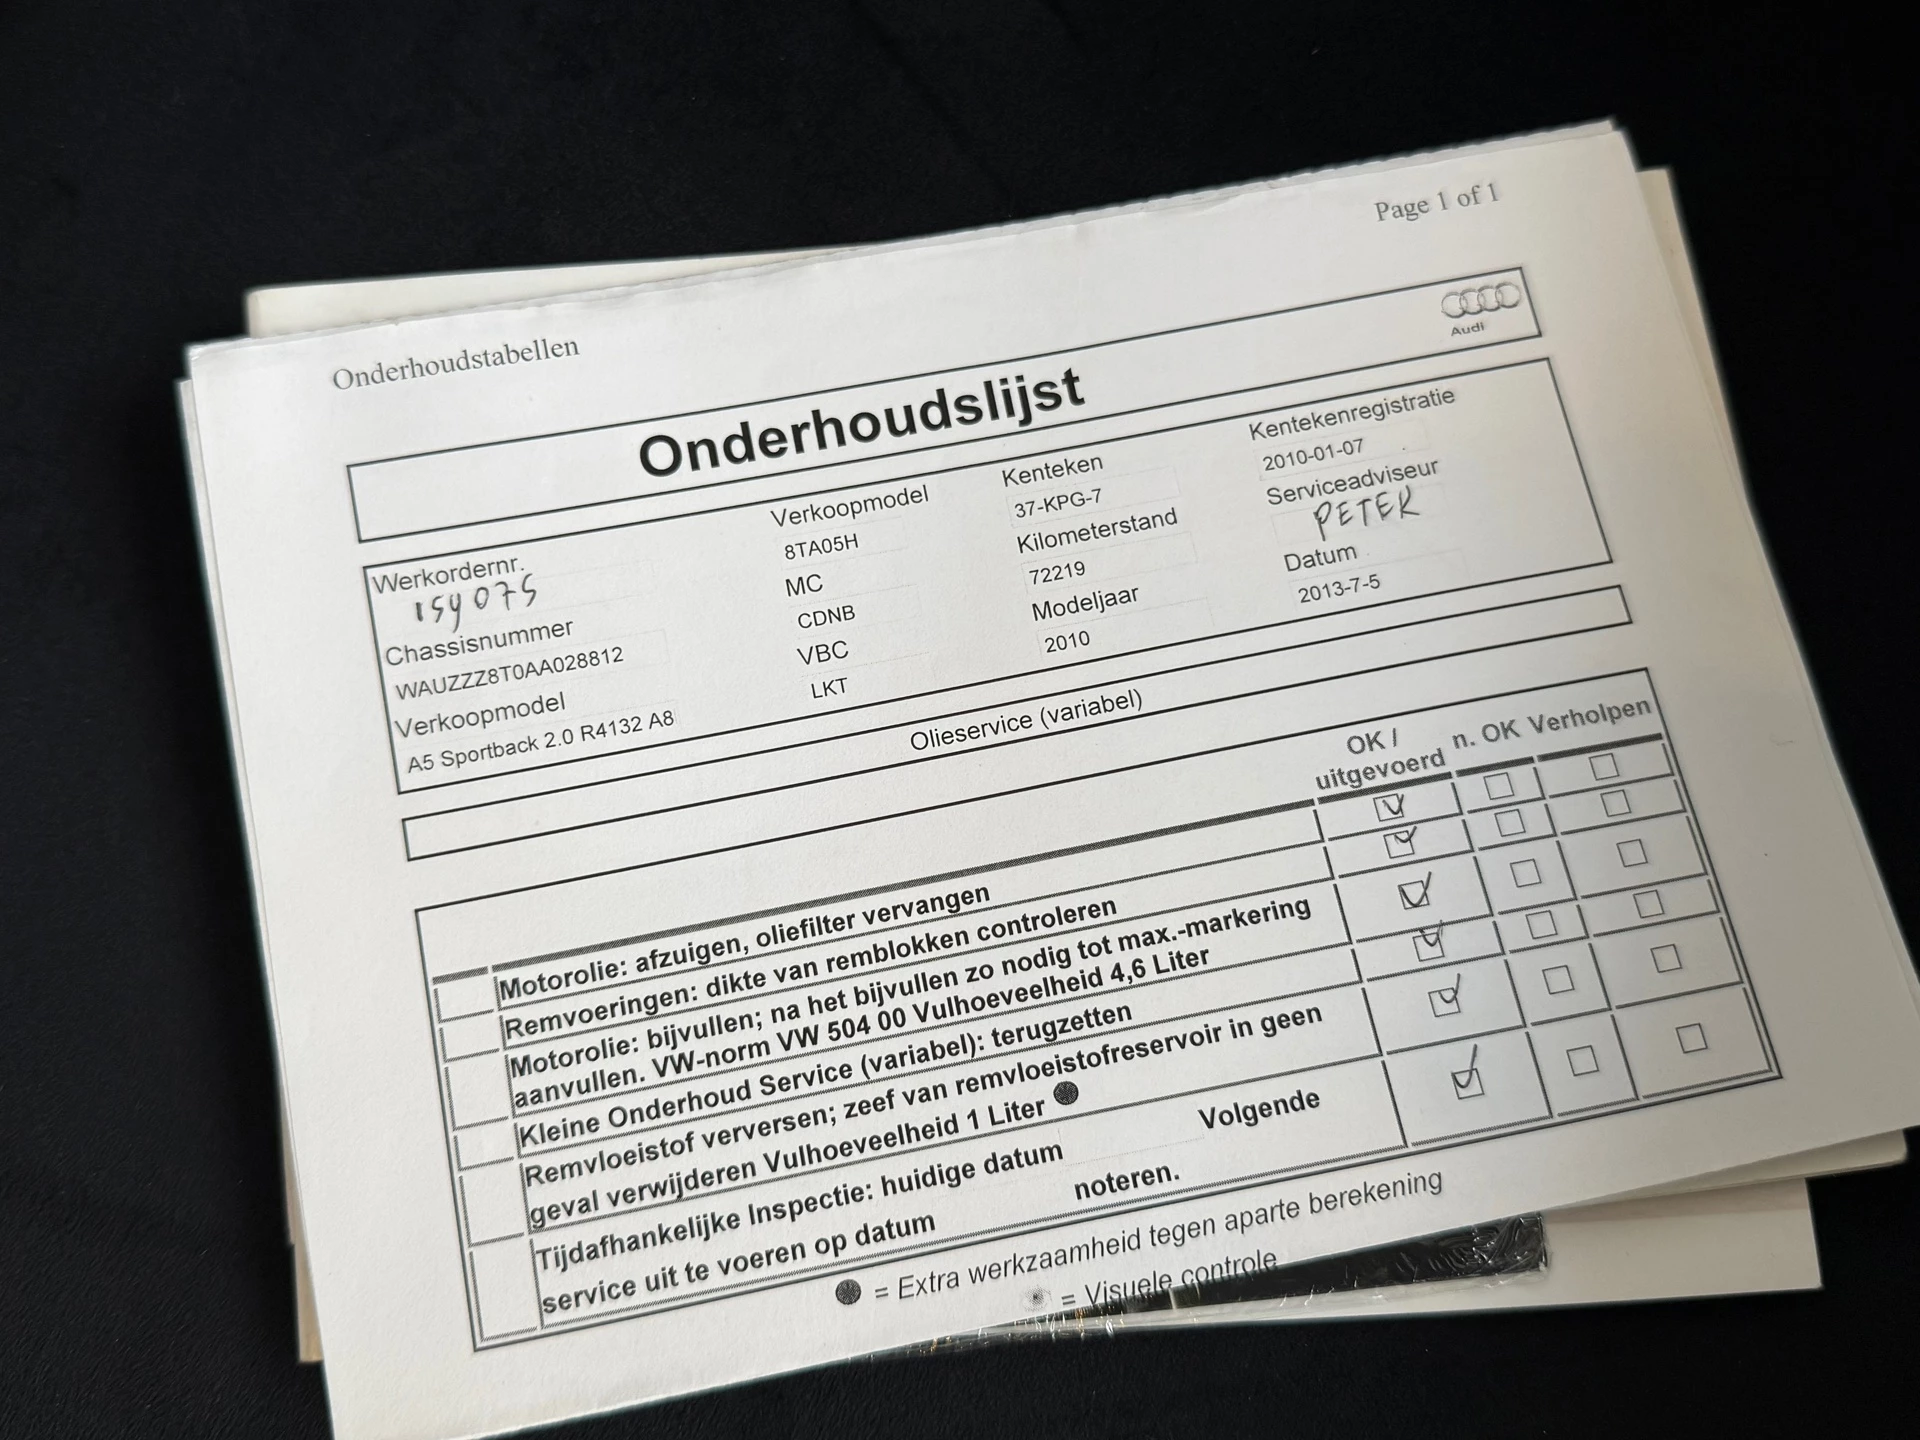 Page 1 of 1
Onderhoudstabellen
Audi
Onderhoudslijst
Werkordernr.
Chassisnummer
WAUZZZ8T0AA028812
Verkoopmodel
A5 Sportback 2.0 R4132 A8
Verkoopmodel
8TA05H
MC
CDNB
VBC
LKT
Kenteken
37-KPG-7
Kilometerstand
72219
Modeljaar
2010
Kentekenregistratie
2010-01-07
Serviceadviseur
PETER
Datum
2013-7-5
Olieservice (variabel)
OK /
uitgevoerd
n. OK
Verholpen
Motorolie: afzuigen, oliefilter vervangen
Remvoeringen: dikte van remblokken controleren
Motorolie: bijvullen; na het bijvullen zo nodig tot max.-markering
aanvullen. VW-norm VW 504 00 Vulhoeveelheid 4,6 Liter
Kleine Onderhoud Service (variabel): terugzetten
Remvloeistof verversen; zeef van remvloeistofreservoir in geen
geval verwijderen Vulhoeveelheid 1 Liter ●
Tijdafhankelijke Inspectie: huidige datum Volgende
service uit te voeren op datum noteren.
● = Extra werkzaamheid tegen aparte berekening
= Visuele controle